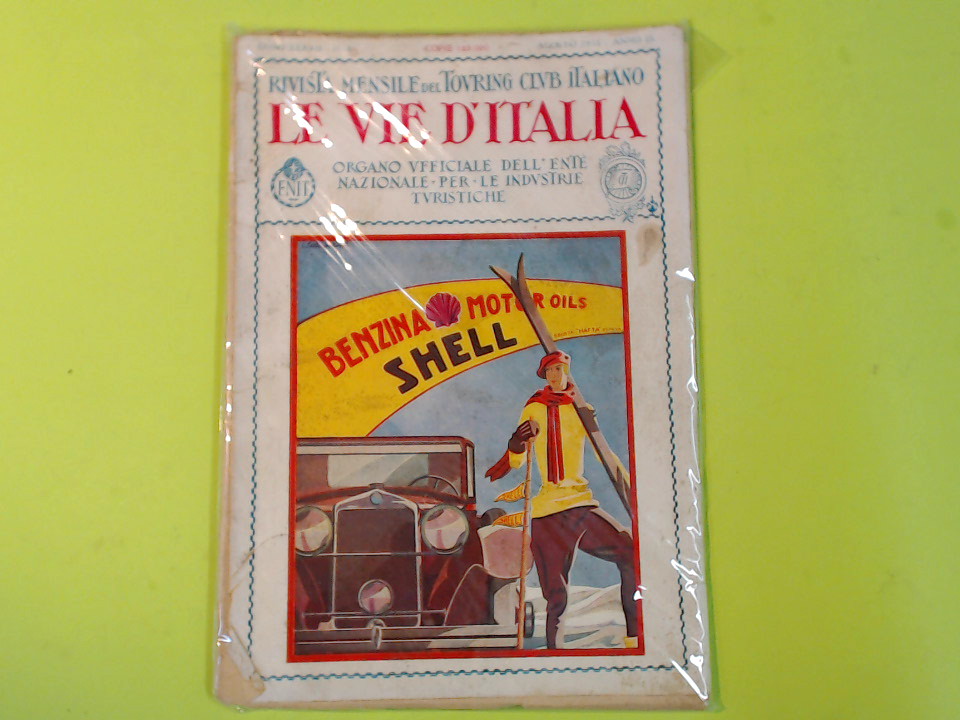 RIVISTA MENSILE DEL TOVRING CLVB ITALIANO
LE VIE D'ITALIA
ORGANO VFFICIALE DELL'ENTE
NAZIONALE·PER·LE INDVSTRIE
TVRISTICHE
ENIT
BENZINA MOTOR OILS
SHELL